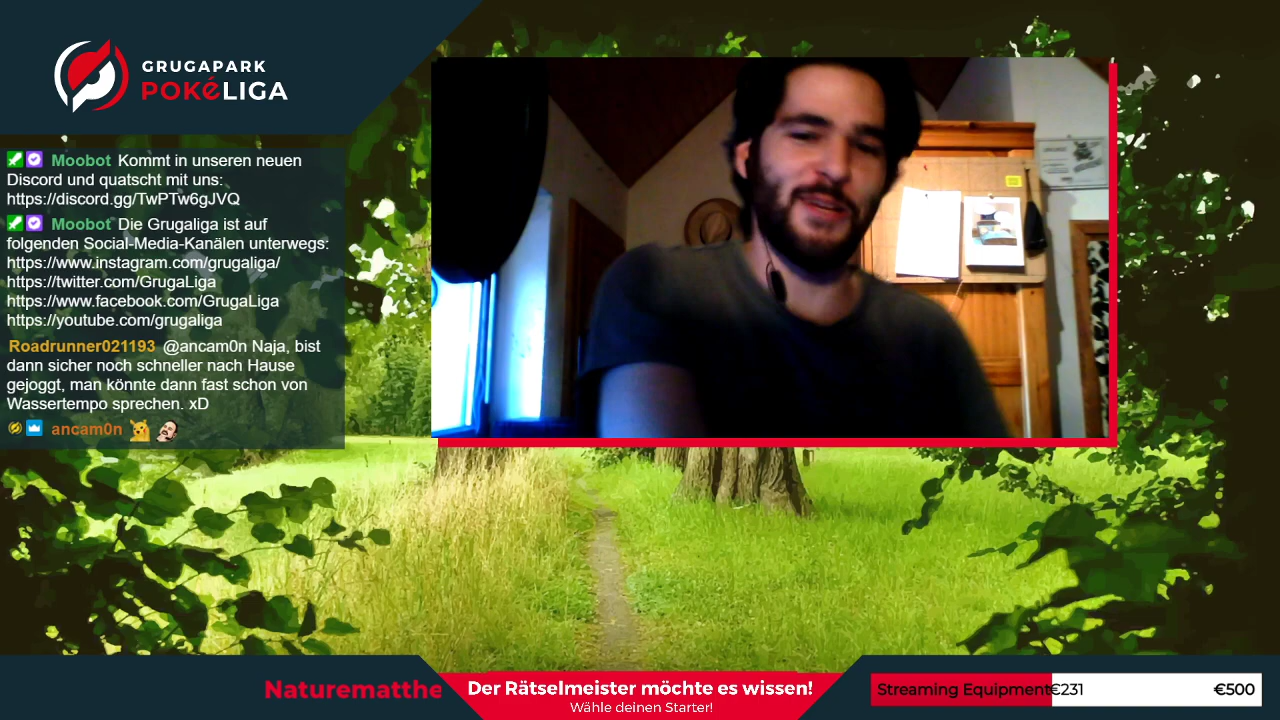 GRUGAPARK
POKéLIGA
Moobot Kommt in unseren neuen
Discord und quatscht mit uns:
https://discord.gg/TwPTw6gJVQ
Moobot Die Grugaliga ist auf
folgenden Social-Media-Kanälen unterwegs:
https://www.instagram.com/grugaliga/
https://twitter.com/GrugaLiga
https://www.facebook.com/GrugaLiga
https://youtube.com/grugaliga
Roadrunner021193 @ancam0n Naja, bist
dann sicher noch schneller nach Hause
gejoggt, man könnte dann fast schon von
Wassertempo sprechen. xD
ancam0n
Naturematthe
Der Rätselmeister möchte es wissen!
Wähle deinen Starter!
Streaming Equipment €231 €500